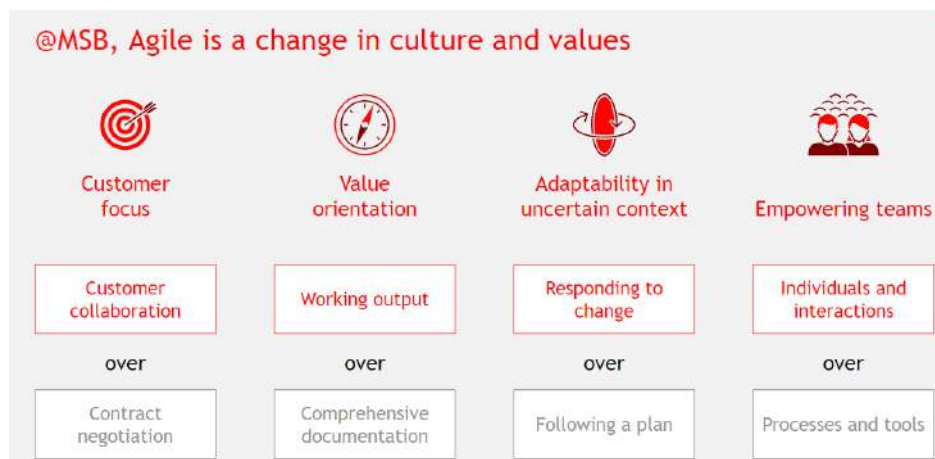 @MSB, Agile is a change in culture and values
Customer
focus
Value
orientation
Adaptability in
uncertain context
Empowering teams
Customer
collaboration
Working output
Responding to
change
Individuals and
interactions
over
over
over
over
Contract
negotiation
Comprehensive
documentation
Following a plan
Processes and tools